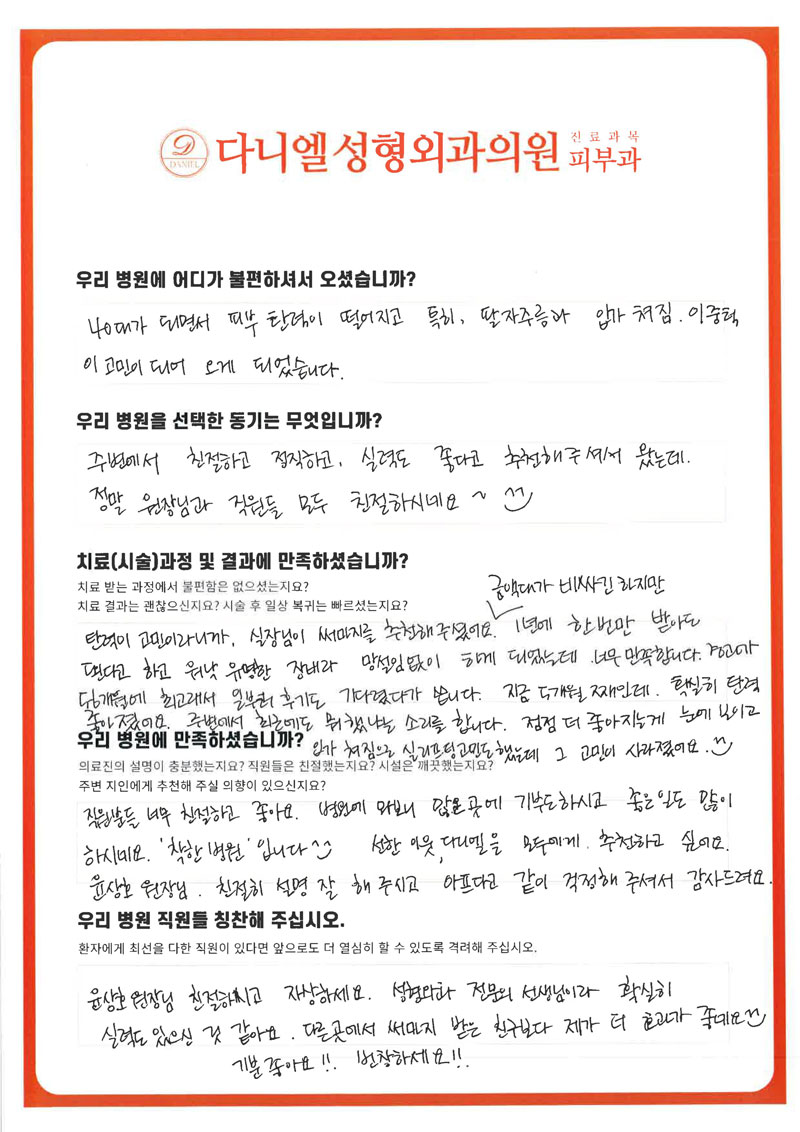 DANIEL 다니엘성형외과의원 진료과목 피부과
우리 병원에 어디가 불편하셔서 오셨습니까?
40대가 되면서 피부 탄력이 떨어지고 특히, 팔자주름과 입가 쳐짐. 이중턱
이 고민이 되어 오게 되었습니다.
우리 병원을 선택한 동기는 무엇입니까?
주변에서 친절하고 정직하고, 실력도 좋다고 추천해주셔서 왔는데.
정말 원장님과 직원들 모두 친절하시네요~ ^^
치료(시술)과정 및 결과에 만족하셨습니까?
치료 받는 과정에서 불편함은 없으셨는지요?
치료 결과는 괜찮으신지요? 시술 후 일상 복귀는 빠르셨는지요?
금액대가 비싸긴 하지만
탄력이 고민이라니까, 실장님이 써마지를 추천해주셨어요. 1년에 한번만 받아도
된다고 하고 워낙 유명한 장비라 망설임없이 하게 되었는데 너무 만족합니다. 경과가
5,6개월에 최고래서 일부러 후기도 기다렸다가 씁니다. 지금 5개월 째인데. 확실히 탄력
좋아졌어요. 주변에서 최근에도 뭐 했냐는 소리를 합니다. 점점 더 좋아지는게 눈에 보이고
우리 병원에 만족하셨습니까?
입가 쳐짐으로 실리프팅고민도 했는데 그 고민이 사라졌어요. ^^
의료진의 설명이 충분했는지요? 직원들은 친절했는지요? 시설은 깨끗했는지요?
주변 지인에게 추천해 주실 의향이 있으신지요?
직원분들 너무 친절하고 좋아요. 병원에 와보니 많은곳에 기부도하시고 좋은일도 많이
하시네요. '착한병원' 입니다 ^^ 선한 이웃, 다니엘을 모두에게. 추천하고 싶어요.
윤상호 원장님. 친절히 설명 잘 해 주시고 아프다고 같이 걱정해 주셔서 감사드려요.
우리 병원 직원들 칭찬해 주십시오.
환자에게 최선을 다한 직원이 있다면 앞으로도 더 열심히 할 수 있도록 격려해 주십시오.
윤상호원장님 친절하시고 자상하세요. 성형외과 전문의 선생님이라 확실히
실력도 있으신 것 같아요. 다른곳에서 써마지 받은 친구보다 제가 더 효과가 좋네요^^
기분좋아요!!. 번창하세요!!.